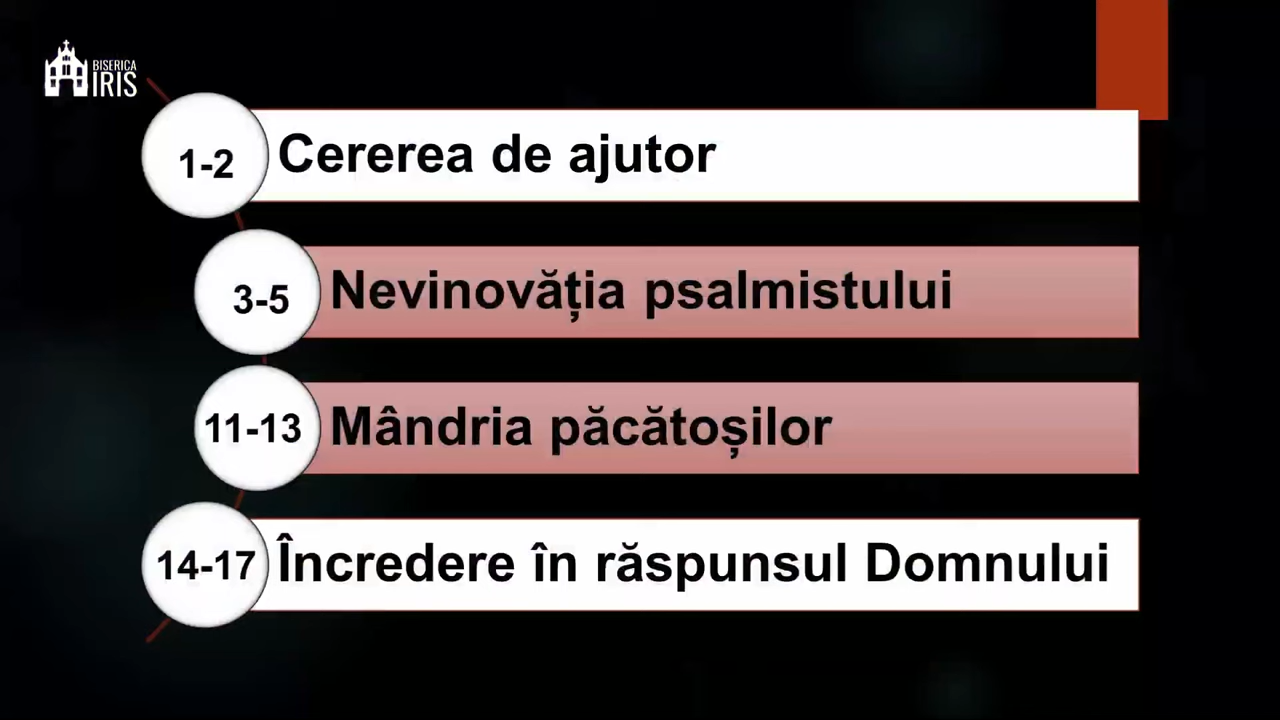 BISERICA
IRIS
1-2 Cererea de ajutor
3-5 Nevinovăția psalmistului
11-13 Mândria păcătoșilor
14-17 Încredere în răspunsul Domnului